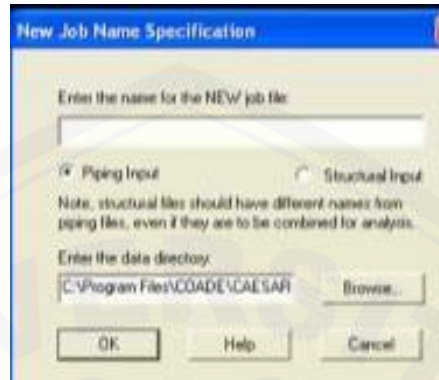 New Job Name Specification
Enter the name for the NEW job file:
Piping Input
Structural Input
Note, structural files should have different names from
piping files, even if they are to be combined for analysis.
Enter the data directory:
C:\Program Files\COADE\CAESAR
Browse...
OK
Help
Cancel